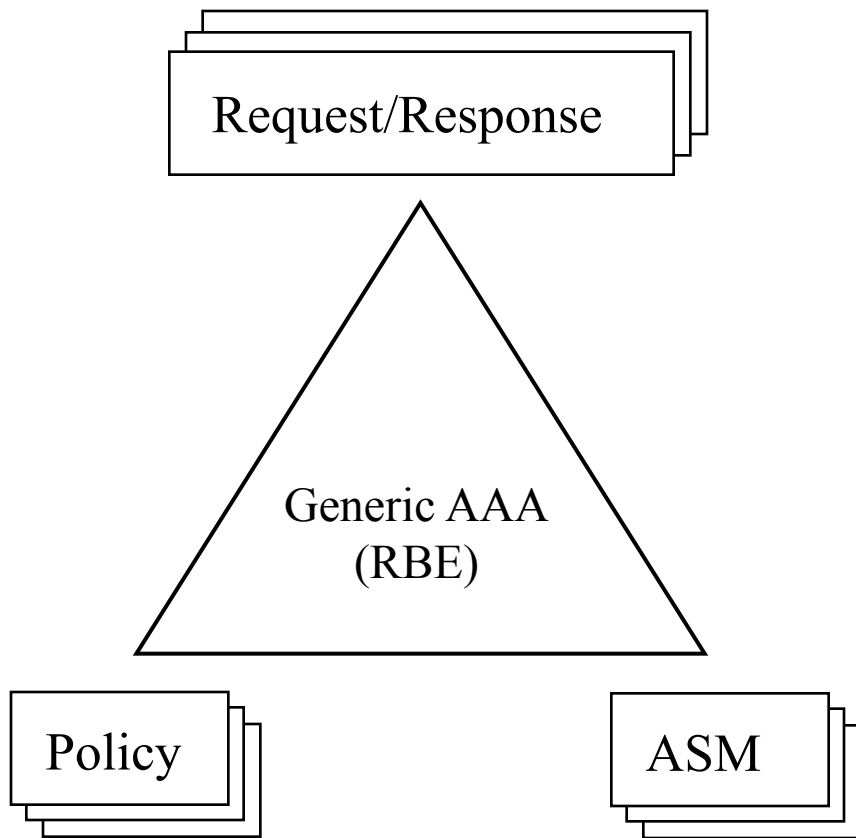 Request/Response
Generic AAA
(RBE)
Policy
ASM